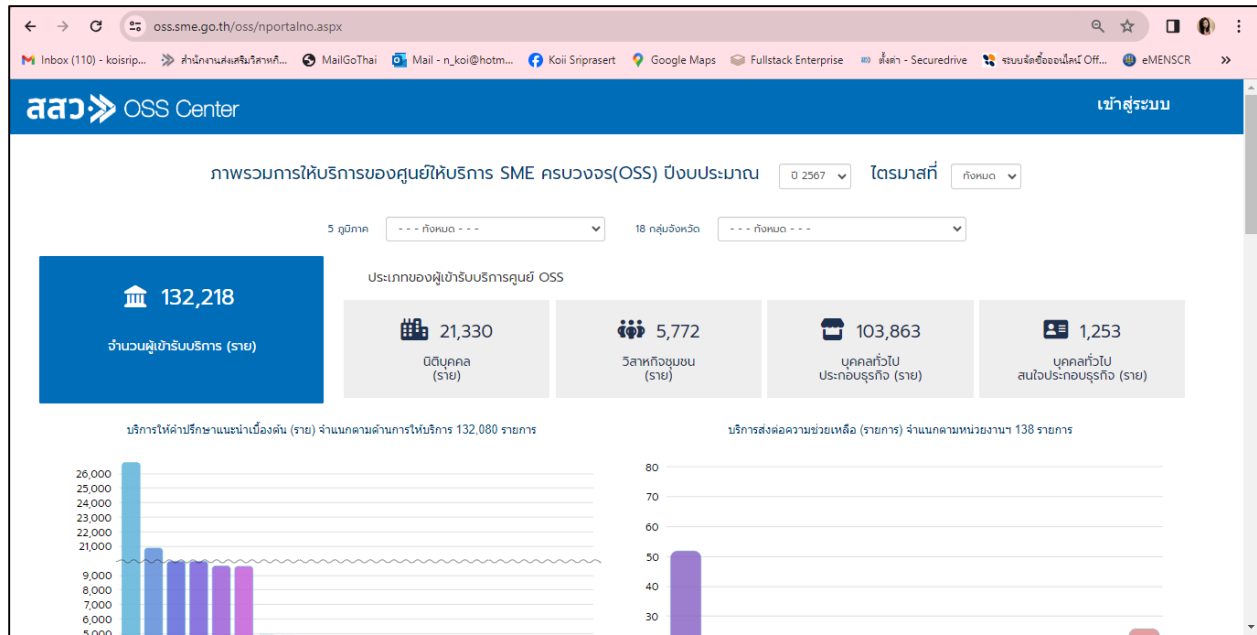 oss.sme.go.th/oss/nportalno.aspx
Inbox (110) - koisrip... สำนักงานส่งเสริมวิสาหกิ... MailGoThai Mail - n_koi@hotm... Koii Sriprasert Google Maps Fullstack Enterprise ตั้งค่า - Securedrive ระบบจัดซื้อออนไลน์ Off... eMENSCR »
สสว OSS Center เข้าสู่ระบบ
ภาพรวมการให้บริการของศูนย์ให้บริการ SME ครบวงจร(OSS) ปีงบประมาณ ปี 2567 ไตรมาสที่ ทั้งหมด
5 ภูมิภาค - - - ทั้งหมด - - - 18 กลุ่มจังหวัด - - - ทั้งหมด - - -
132,218
จำนวนผู้เข้ารับบริการ (ราย)
ประเภทของผู้เข้ารับบริการศูนย์ OSS
21,330
นิติบุคคล
(ราย)
5,772
วิสาหกิจชุมชน
(ราย)
103,863
บุคคลทั่วไป
ประกอบธุรกิจ (ราย)
1,253
บุคคลทั่วไป
สนใจประกอบธุรกิจ (ราย)
บริการให้คำปรึกษาแนะนำเบื้องต้น (ราย) จำแนกตามด้านการให้บริการ 132,080 รายการ
26,000
25,000
24,000
23,000
22,000
21,000
9,000
8,000
7,000
6,000
5,000
บริการส่งต่อความช่วยเหลือ (รายการ) จำแนกตามหน่วยงานฯ 138 รายการ
80
70
60
50
40
30